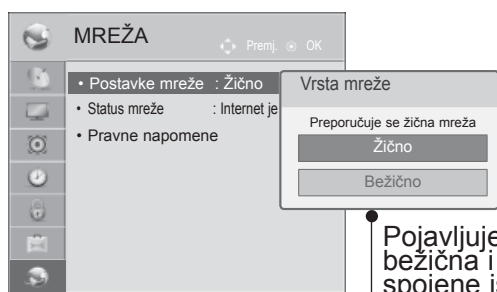 MREŽA
Premj. OK
• Postavke mreže : Žično
• Status mreže : Internet je
• Pravne napomene
Vrsta mreže
Preporučuje se žična mreža
Žično
Bežično
Pojavljuje
bežična i
spojene